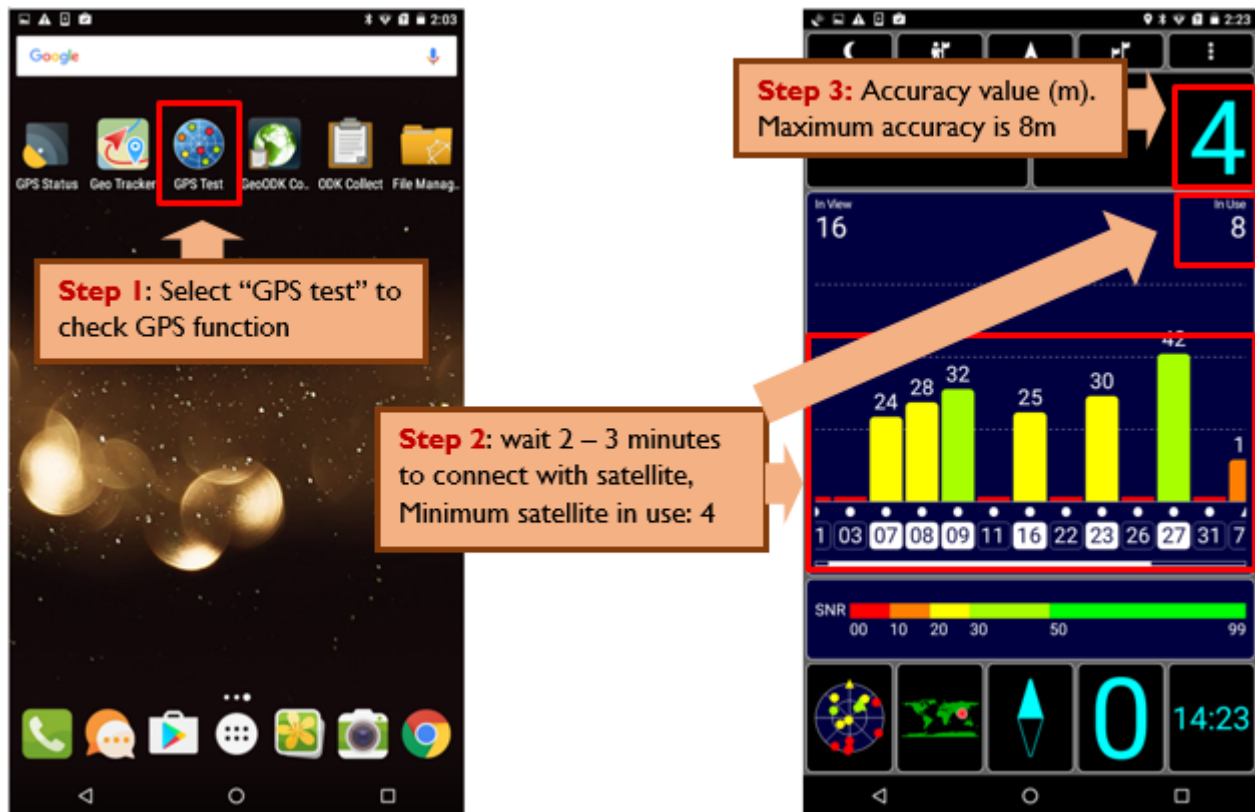 2:03
Google
GPS Status
Geo Tracker
GPS Test
GeoODK Co..
ODK Collect
File Manag..
Step 1: Select “GPS test” to
check GPS function
Step 2: wait 2 – 3 minutes
to connect with satellite,
Minimum satellite in use: 4
2:23
Step 3: Accuracy value (m).
Maximum accuracy is 8m
4
In View
16
In Use
8
24 28 32 25 30 42 1
1 03 07 08 09 11 16 22 23 26 27 31 7
SNR
00 10 20 30 50 99
0
14:23